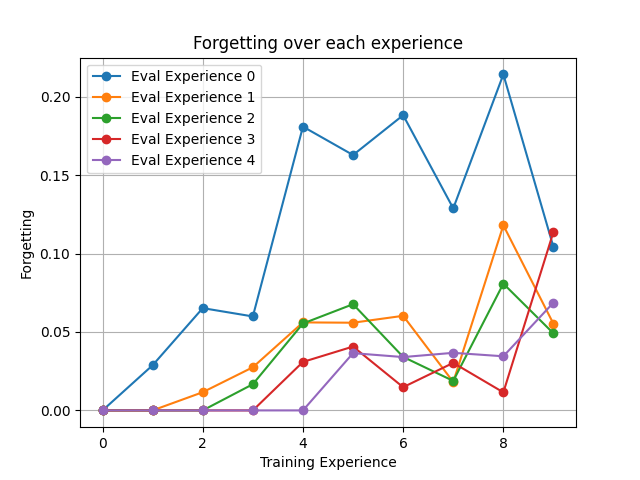 Forgetting over each experience
Eval Experience 0
Eval Experience 1
Eval Experience 2
Eval Experience 3
Eval Experience 4
Forgetting
0.20
0.15
0.10
0.05
0.00
0 2 4 6 8
Training Experience